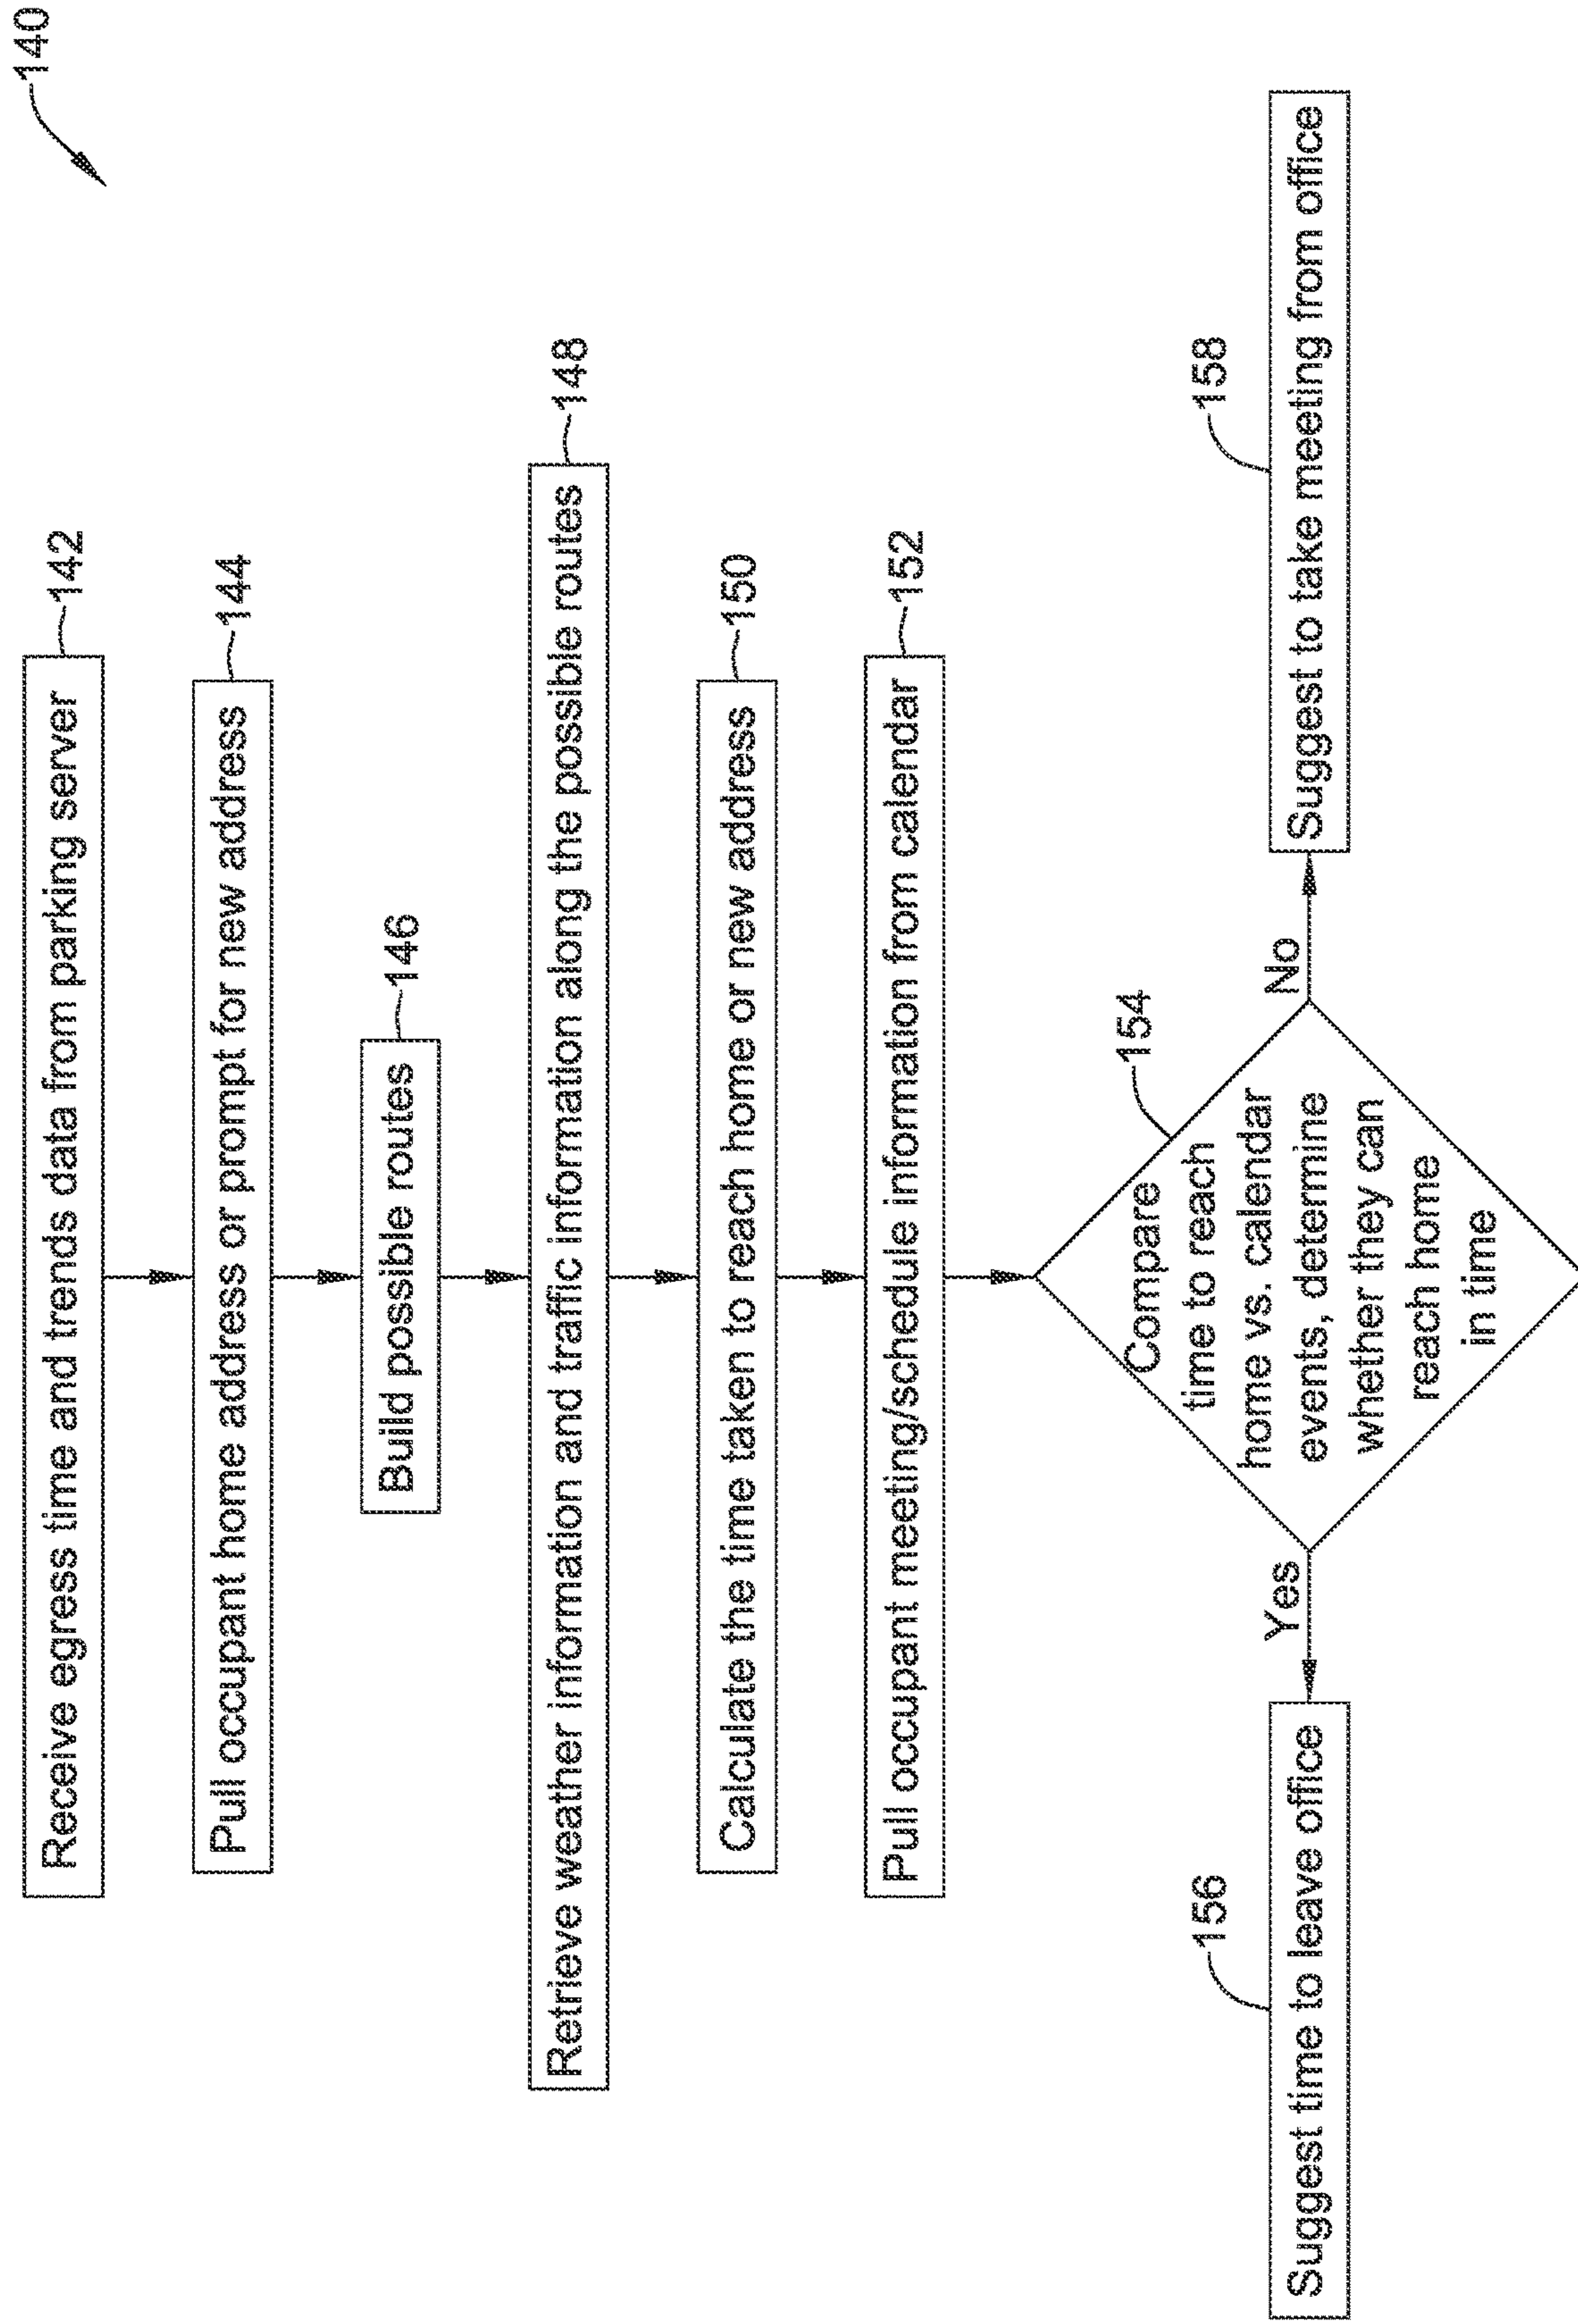 140
Receive egress time and trends data from parking server
142
Pull occupant home address or prompt for new address
144
Build possible routes
146
Retrieve weather information and traffic information along the possible routes
148
Calculate the time taken to reach home or new address
150
Pull occupant meeting/schedule information from calendar
152
Compare
time to reach
home vs. calendar
events, determine
whether they can
reach home
in time
154
Yes
No
156
Suggest time to leave office
158
Suggest to take meeting from office